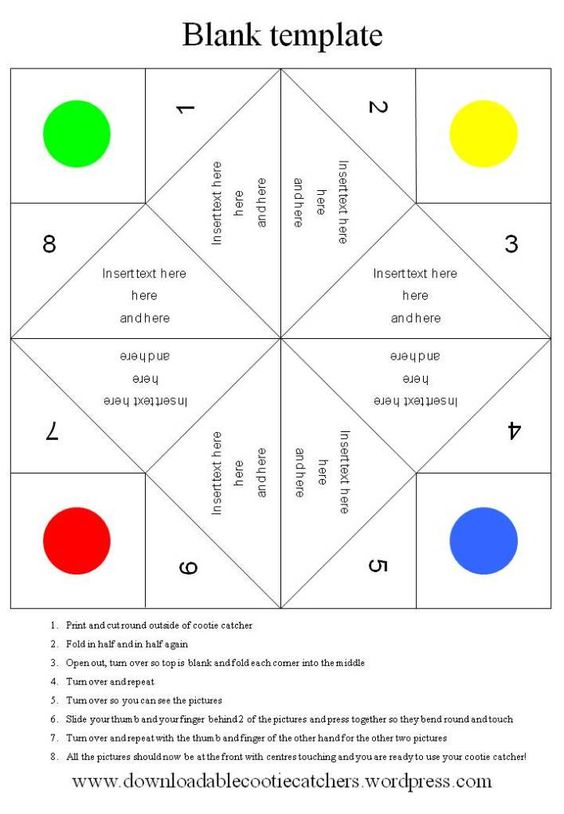 Blank template
1
2
Insert text here
here
and here
Insert text here
here
and here
8
3
Insert text here
here
and here
Insert text here
here
and here
Insert text here
here
and here
Insert text here
here
and here
7
4
Insert text here
here
and here
Insert text here
here
and here
6
5
1. Print and cut round outside of cootie catcher
2. Fold in half and in half again
3. Open out, turn over so top is blank and fold each corner into the middle
4. Turn over and repeat
5. Turn over so you can see the pictures
6. Slide your thumb and your finger behind 2 of the pictures and press together so they bend round and touch
7. Turn over and repeat with the thumb and finger of the other hand for the other two pictures
8. All the pictures should now be at the front with centres touching and you are ready to use your cootie catcher!
www.downloadablecootiecatchers.wordpress.com